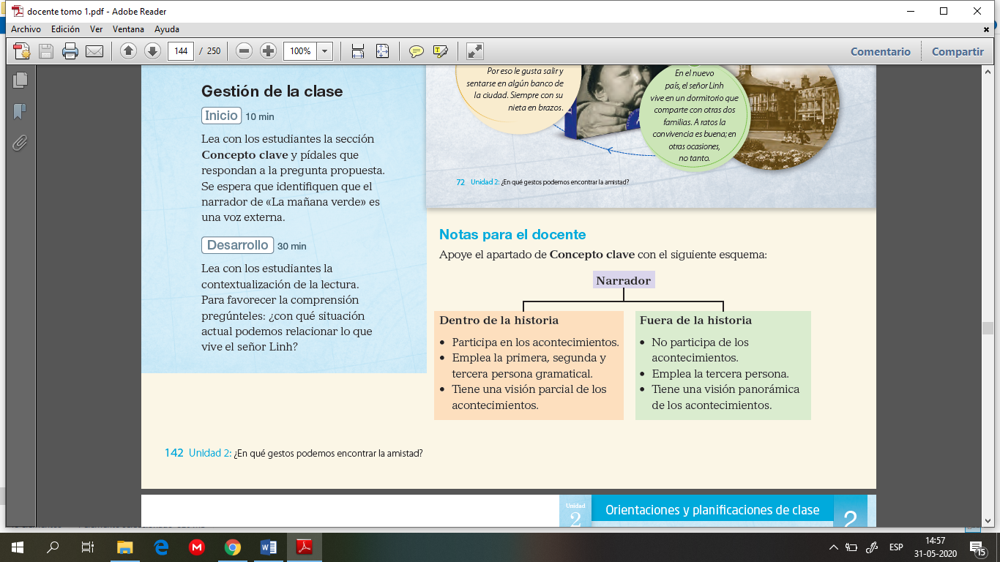 docente tomo 1.pdf - Adobe Reader
Archivo Edición Ver Ventana Ayuda
144 / 250 100% Comentario Compartir
Gestión de la clase
Inicio 10 min
Lea con los estudiantes la sección
Concepto clave y pídales que
respondan a la pregunta propuesta.
Se espera que identifiquen que el
narrador de «La mañana verde» es
una voz externa.
Desarrollo 30 min
Lea con los estudiantes la
contextualización de la lectura.
Para favorecer la comprensión
pregúnteles: ¿con qué situación
actual podemos relacionar lo que
vive el señor Linh?
Por eso le gusta salir y
sentarse en algún banco de
la ciudad. Siempre con su
nieta en brazos.
En el nuevo
país, el señor Linh
vive en un dormitorio que
comparte con otras dos
familias. A ratos la
convivencia es buena; en
otras ocasiones,
no tanto.
72 Unidad 2: ¿En qué gestos podemos encontrar la amistad?
Notas para el docente
Apoye el apartado de Concepto clave con el siguiente esquema:
Narrador
Dentro de la historia
• Participa en los acontecimientos.
• Emplea la primera, segunda y
tercera persona gramatical.
• Tiene una visión parcial de los
acontecimientos.
Fuera de la historia
• No participa de los
acontecimientos.
• Emplea la tercera persona.
• Tiene una visión panorámica
de los acontecimientos.
142 Unidad 2: ¿En qué gestos podemos encontrar la amistad?
Unidad
2
Orientaciones y planificaciones de clase
2
ESP
14:57
31-05-2020
15